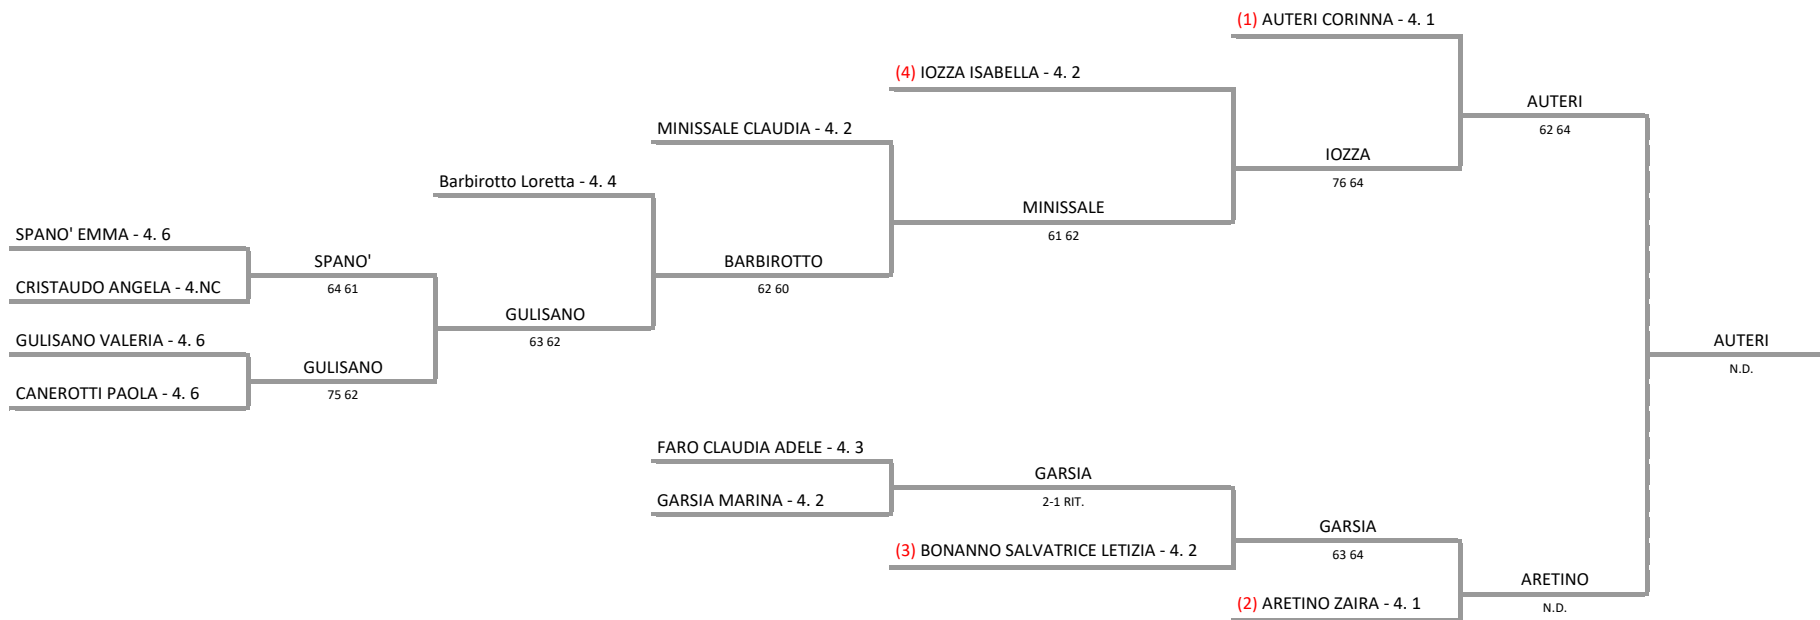 (1) AUTERI CORINNA - 4. 1
(4) IOZZA ISABELLA - 4. 2
AUTERI
62 64
MINISSALE CLAUDIA - 4. 2
IOZZA
76 64
Barbirotto Loretta - 4. 4
MINISSALE
61 62
SPANO' EMMA - 4. 6
SPANO'
64 61
BARBIROTTO
62 60
CRISTAUDO ANGELA - 4.NC
GULISANO
63 62
GULISANO VALERIA - 4. 6
AUTERI
N.D.
GULISANO
75 62
CANEROTTI PAOLA - 4. 6
FARO CLAUDIA ADELE - 4. 3
GARSIA
2-1 RIT.
GARSIA MARINA - 4. 2
GARSIA
63 64
(3) BONANNO SALVATRICE LETIZIA - 4. 2
ARETINO
N.D.
(2) ARETINO ZAIRA - 4. 1